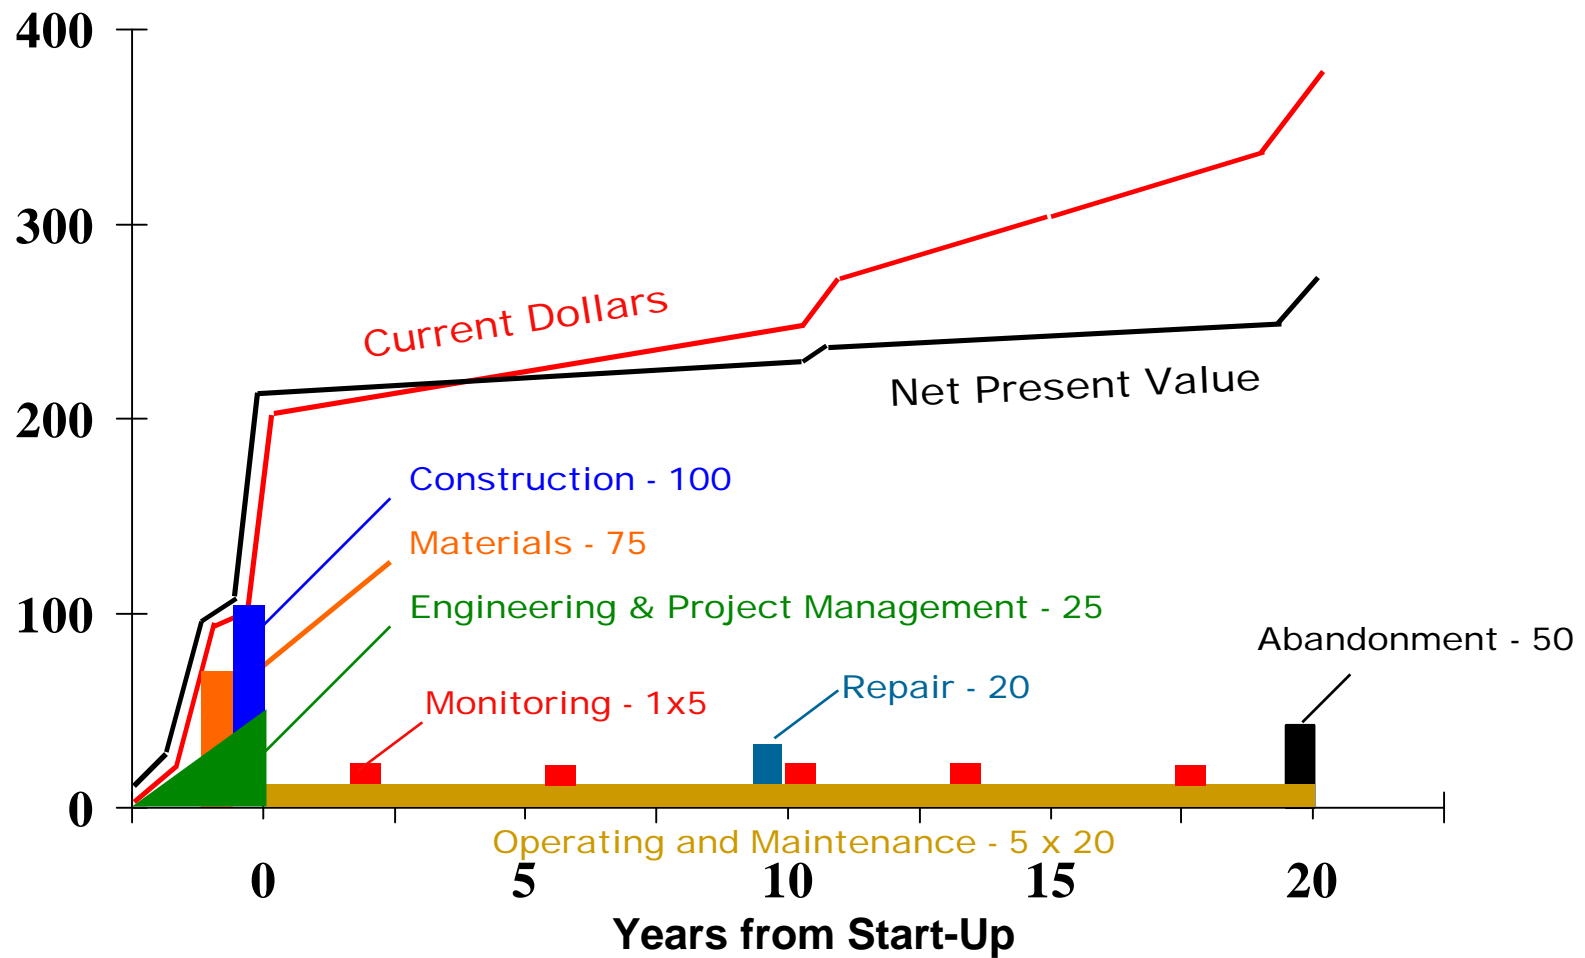 400
300
200
100
0
Current Dollars
Net Present Value
Construction - 100
Materials - 75
Engineering & Project Management - 25
Abandonment - 50
Repair - 20
Monitoring - 1x5
Operating and Maintenance - 5 x 20
0 5 10 15 20
Years from Start-Up